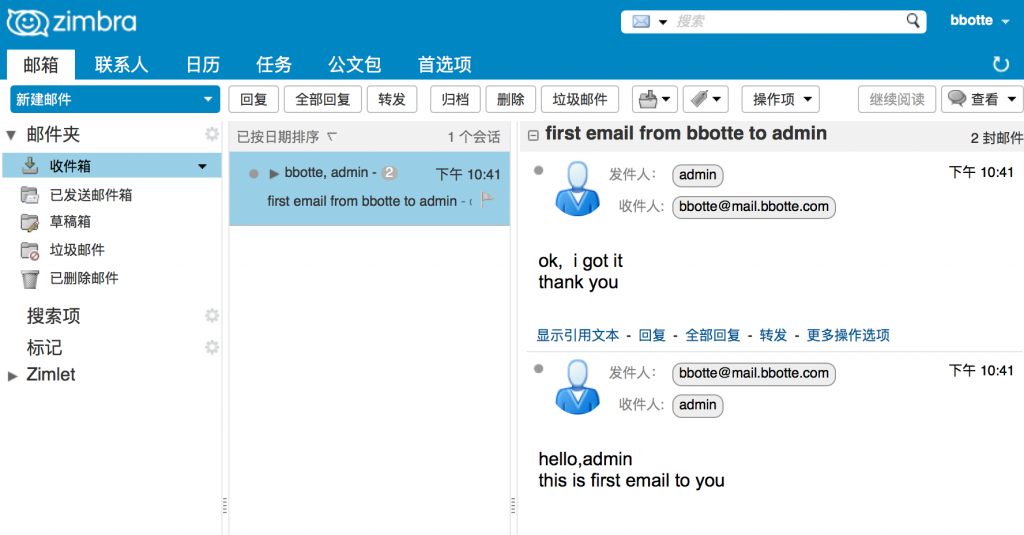 zimbra
搜索
bbotte
邮箱 联系人 日历 任务 公文包 首选项
新建邮件 回复 全部回复 转发 归档 删除 垃圾邮件 操作项 继续阅读 查看
邮件夹
收件箱
已发送邮件箱
草稿箱
垃圾邮件
已删除邮件
搜索项
标记
Zimlet
已按日期排序 1 个会话
bbotte, admin - 2 下午 10:41
first email from bbotte to admin -
first email from bbotte to admin 2 封邮件
发件人: admin 下午 10:41
收件人: bbotte@mail.bbotte.com
ok, i got it
thank you
显示引用文本 - 回复 - 全部回复 - 转发 - 更多操作选项
发件人: bbotte@mail.bbotte.com 下午 10:41
收件人: admin
hello,admin
this is first email to you